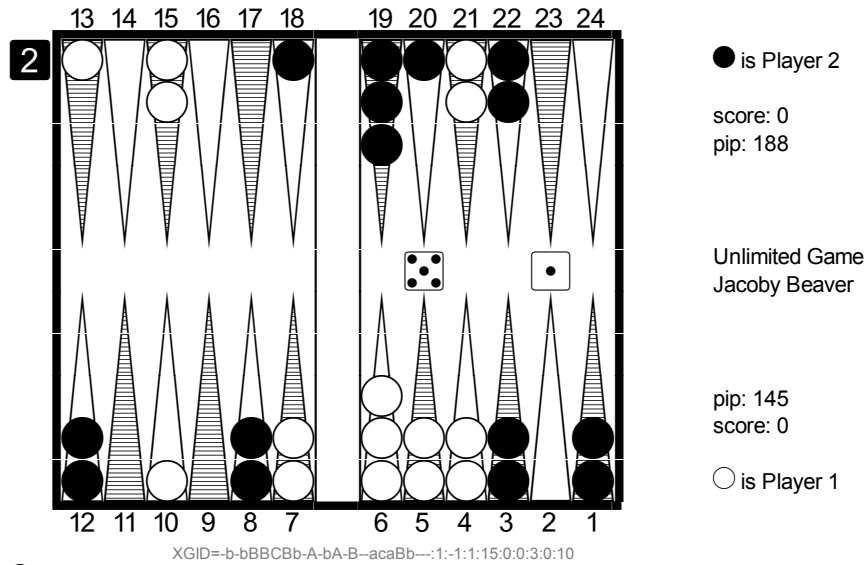 13 14 15 16 17 18 19 20 21 22 23 24
2
is Player 2
score: 0
pip: 188
Unlimited Game
Jacoby Beaver
pip: 145
score: 0
is Player 1
12 11 10 9 8 7 6 5 4 3 2 1
XGID=-b-bBBCBb-A-bA-B--acaBb---:1:-1:1:15:0:0:3:0:10